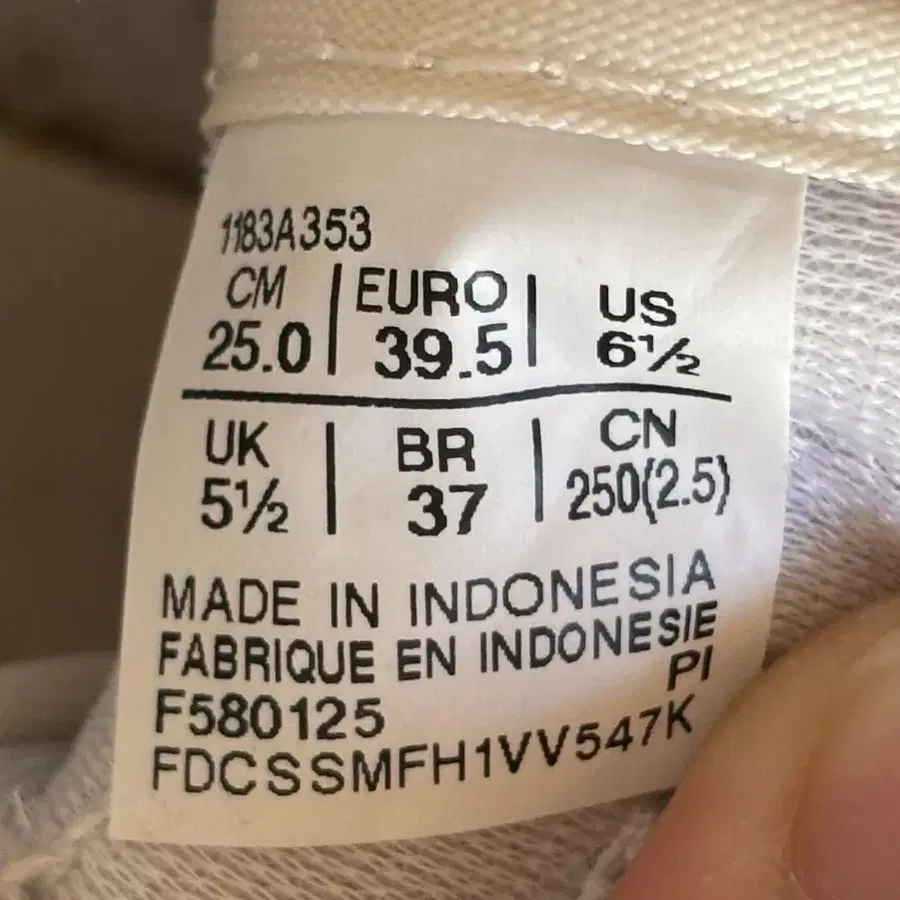 1183A353
CM | EURO | US
25.0 | 39.5 | 6½
UK | BR | CN
5½ | 37 | 250(2.5)
MADE IN INDONESIA
FABRIQUE EN INDONESIE
PI
F580125
FDCSSMFH1VV547K